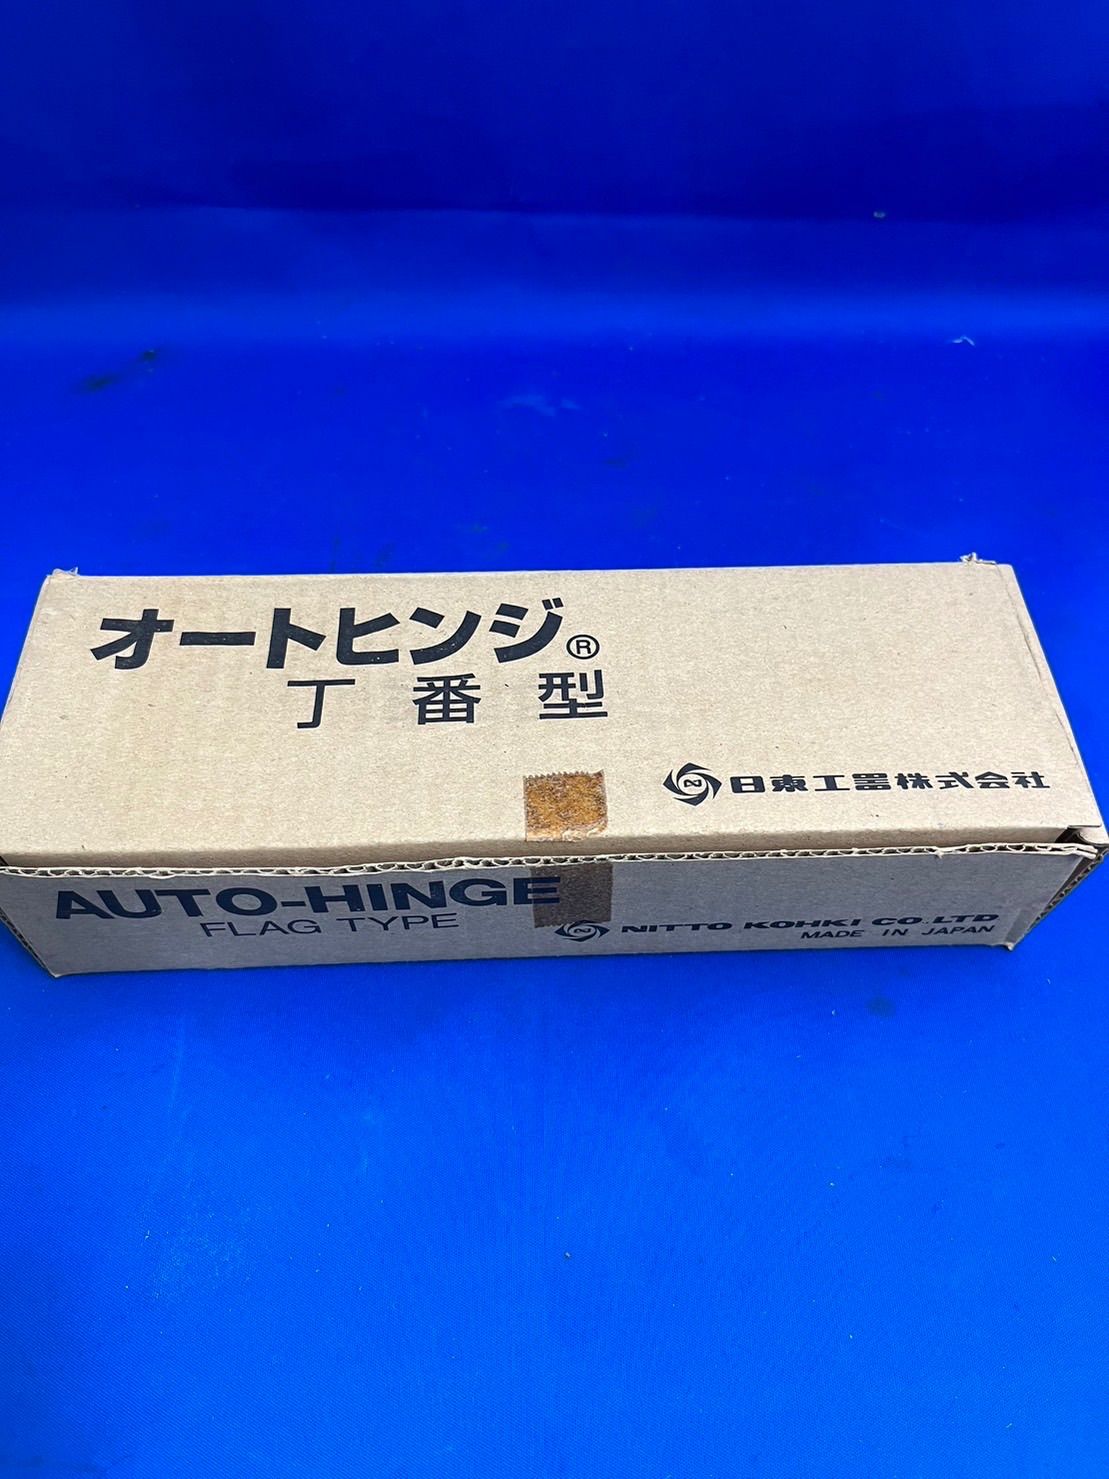 オートヒンジ®
丁番型
日東工器株式会社
AUTO-HINGE
FLAG TYPE
NITTO KOHKI CO.LTD
MADE IN JAPAN